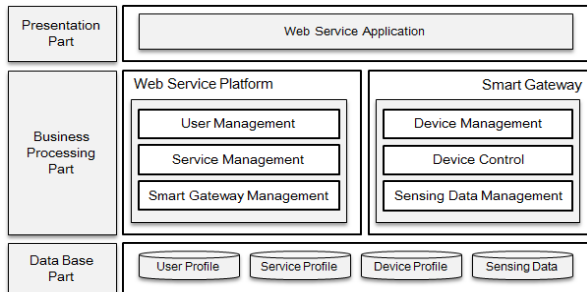 Presentation
Part
Web Service Application
Business
Processing
Part
Web Service Platform
User Management
Service Management
Smart Gateway Management
Smart Gateway
Device Management
Device Control
Sensing Data Management
Data Base
Part
User Profile
Service Profile
Device Profile
Sensing Data